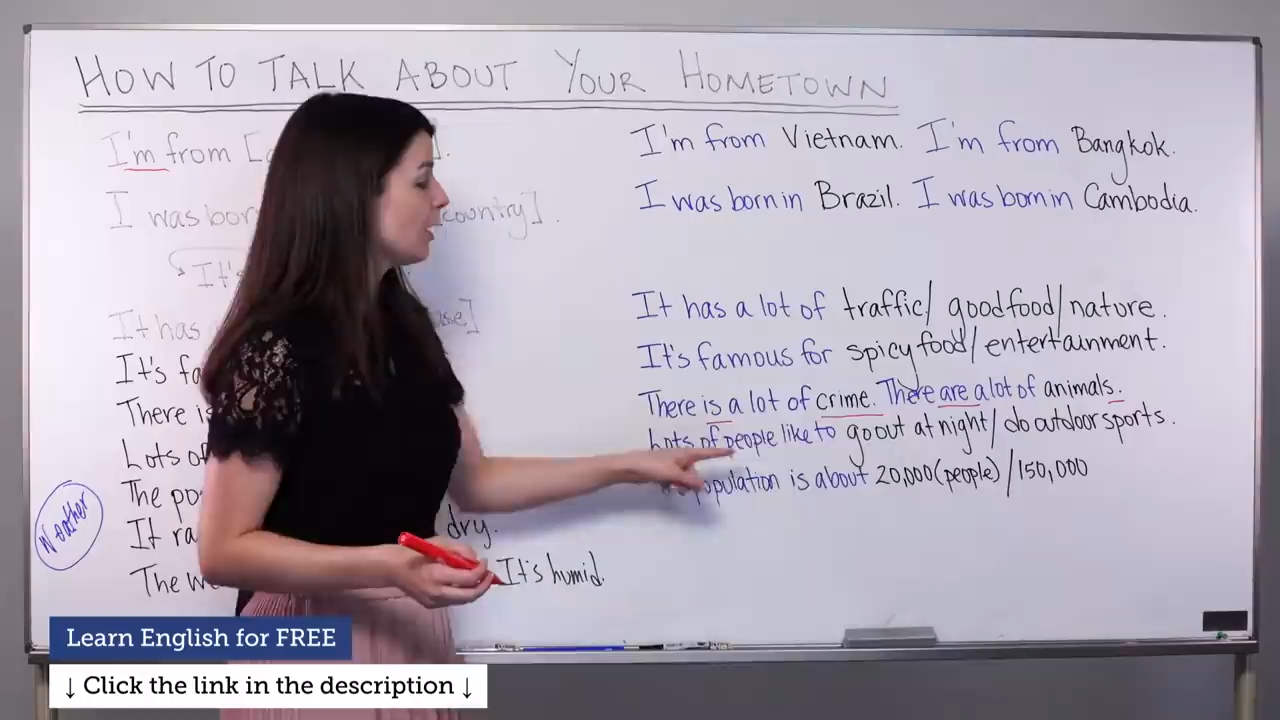 HOW TO TALK ABOUT YOUR HOMETOWN
I'm from [
].
I'm from Vietnam. I'm from Bangkok.
I was bor
country].
I was born in Brazil. I was born in Cambodia.
It's
It has
]
It has a lot of traffic/ good food/ nature.
It's fa
It's famous for spicy food/ entertainment.
There is
There is a lot of crime. There are a lot of animals.
Lots of
Lots of people like to go out at night/ do outdoor sports.
The po
population is about 20,000 (people) /150,000
Weather
It ra
dry.
The we
It's humid.
Learn English for FREE
↓ Click the link in the description ↓